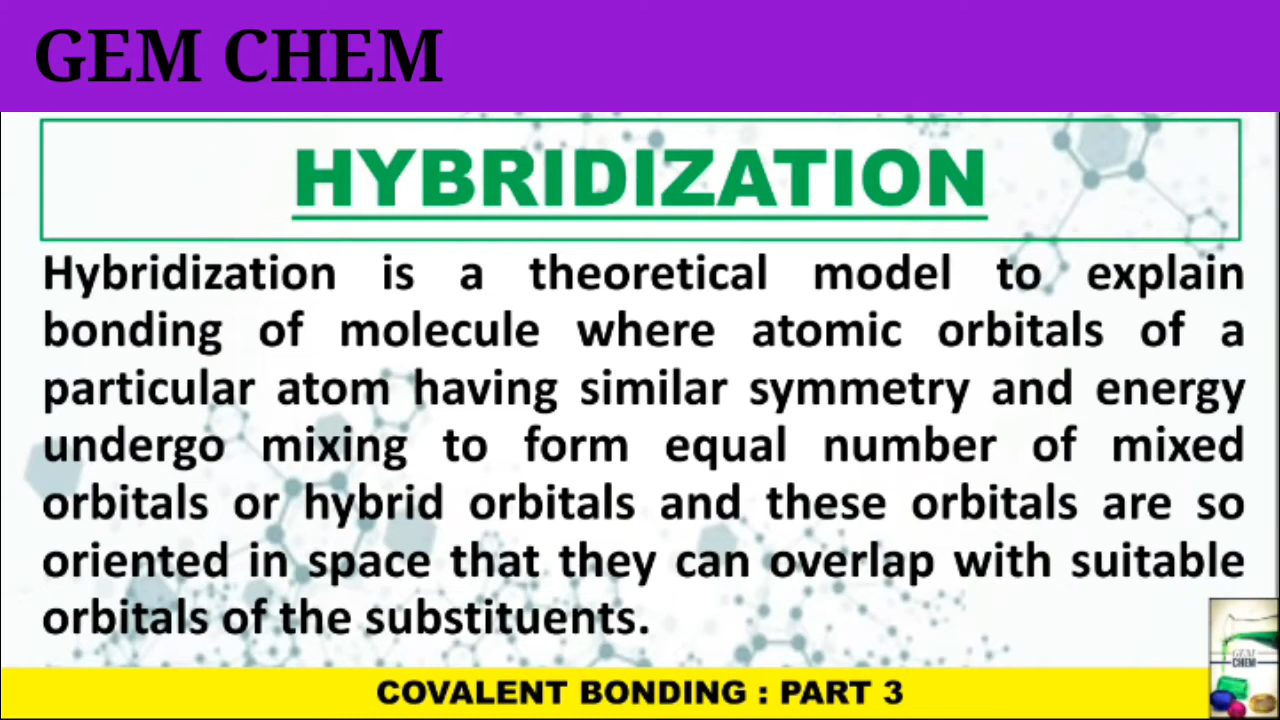 GEM CHEM
HYBRIDIZATION
Hybridization is a theoretical model to explain
bonding of molecule where atomic orbitals of a
particular atom having similar symmetry and energy
undergo mixing to form equal number of mixed
orbitals or hybrid orbitals and these orbitals are so
oriented in space that they can overlap with suitable
orbitals of the substituents.
COVALENT BONDING : PART 3
GEM
CHEM